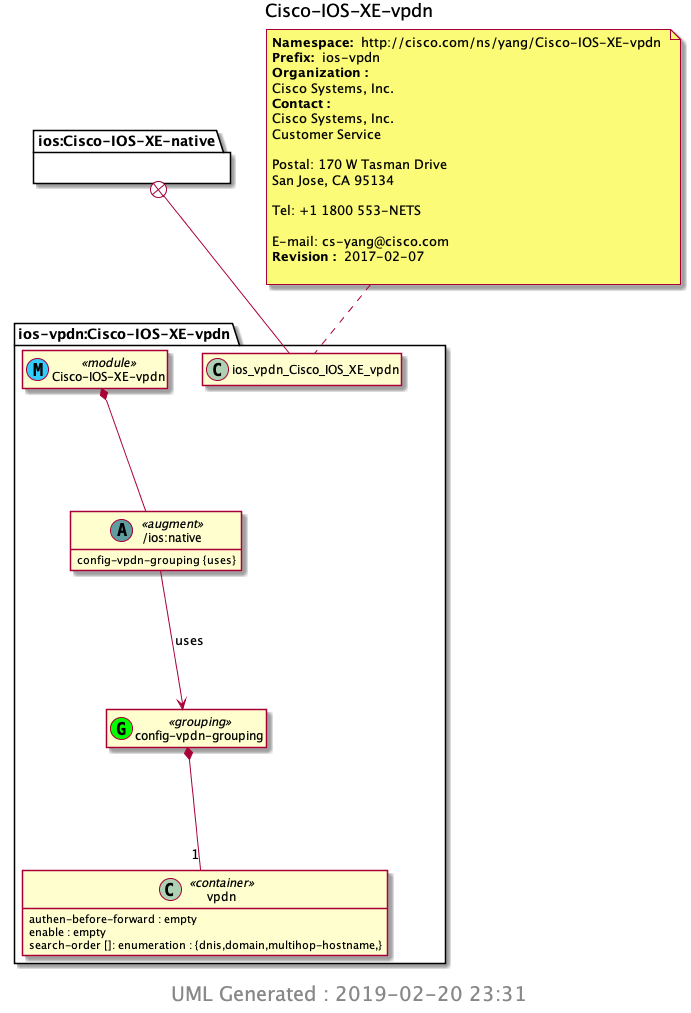 Cisco-IOS-XE-vpdn
Namespace: http://cisco.com/ns/yang/Cisco-IOS-XE-vpdn
Prefix: ios-vpdn
Organization :
Cisco Systems, Inc.
Contact :
Cisco Systems, Inc.
Customer Service
Postal: 170 W Tasman Drive
San Jose, CA 95134
Tel: +1 1800 553-NETS
E-mail: cs-yang@cisco.com
Revision : 2017-02-07
ios:Cisco-IOS-XE-native
ios-vpdn:Cisco-IOS-XE-vpdn
M
«module»
Cisco-IOS-XE-vpdn
C ios_vpdn_Cisco_IOS_XE_vpdn
A
«augment»
/ios:native
config-vpdn-grouping {uses}
uses
G
«grouping»
config-vpdn-grouping
1
C
«container»
vpdn
authen-before-forward : empty
enable : empty
search-order []: enumeration : {dnis,domain,multihop-hostname,}
UML Generated : 2019-02-20 23:31